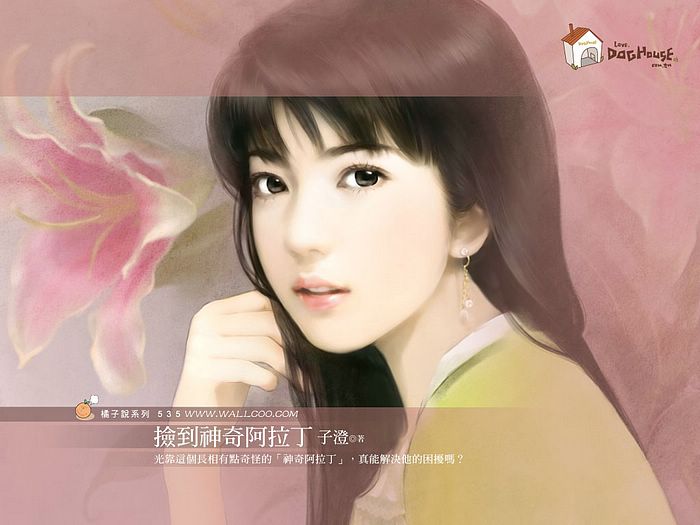 Love.
DOGHOUSE
com.tw
橘子說系列 535 WWW.WALLCOO.COM
撿到神奇阿拉丁 子澄◎著
光靠這個長相有點奇怪的「神奇阿拉丁」，真能解決他的困擾嗎？